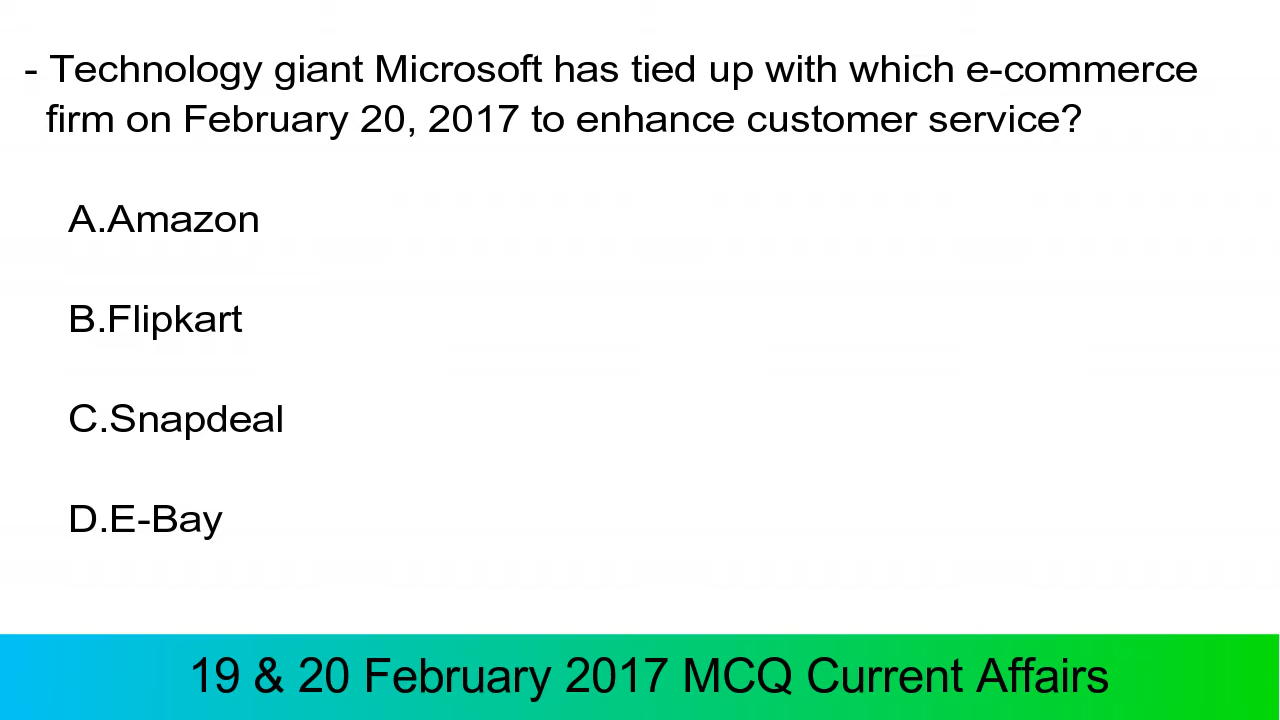 - Technology giant Microsoft has tied up with which e-commerce
firm on February 20, 2017 to enhance customer service?
A.Amazon
B.Flipkart
C.Snapdeal
D.E-Bay
19 & 20 February 2017 MCQ Current Affairs